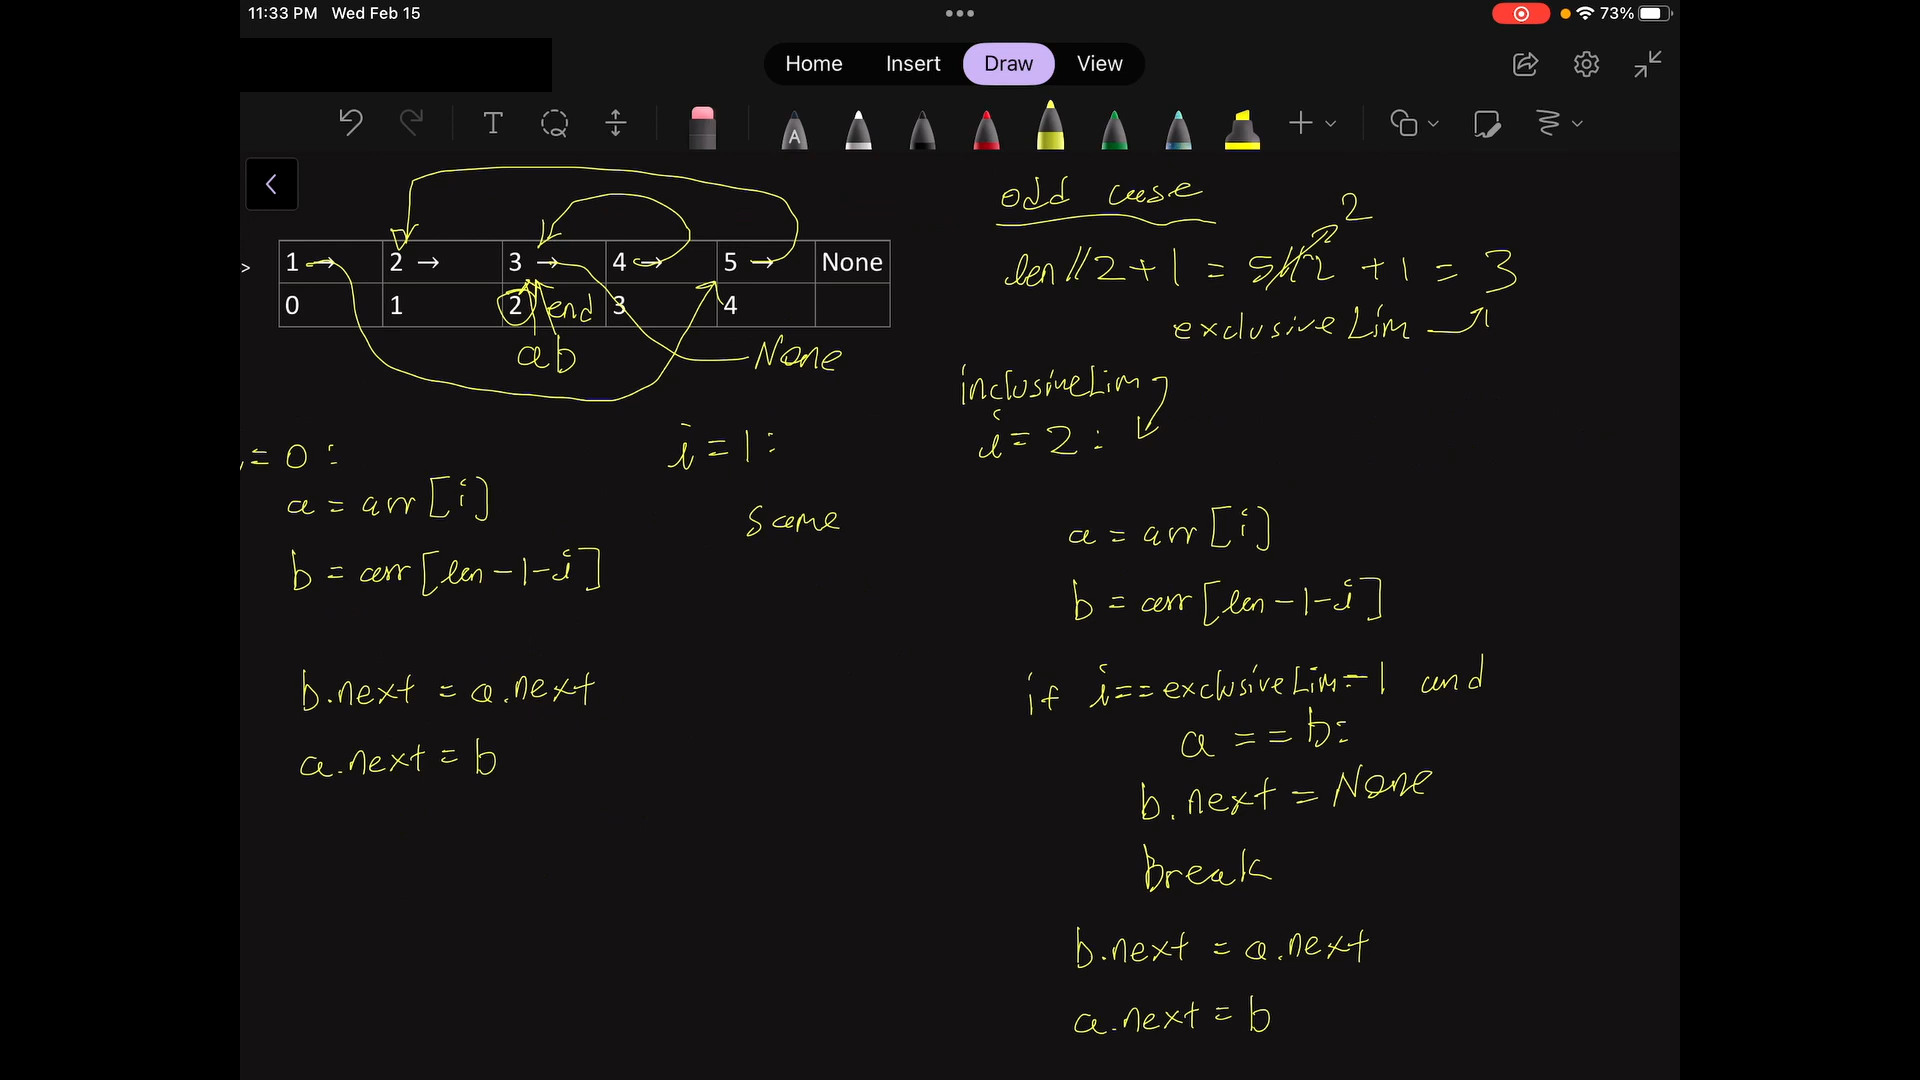 11:33 PM Wed Feb 15
73%
Home Insert Draw View
T
A
> 1 → 2 → 3 → 4 → 5 → None
0 1 2 end 3 4
a b
None
odd case
len//2+1 = 5//2 + 1 = 3
2
exclusiveLim
inclusiveLim
= 0 :
a = arr [i]
b = arr [len-1-i]
b.next = a.next
a.next = b
i = 1 :
same
i = 2 :
a = arr [i]
b = arr [len-1-i]
if i == exclusiveLim-1 and
a == b:
b.next = None
break
b.next = a.next
a.next = b